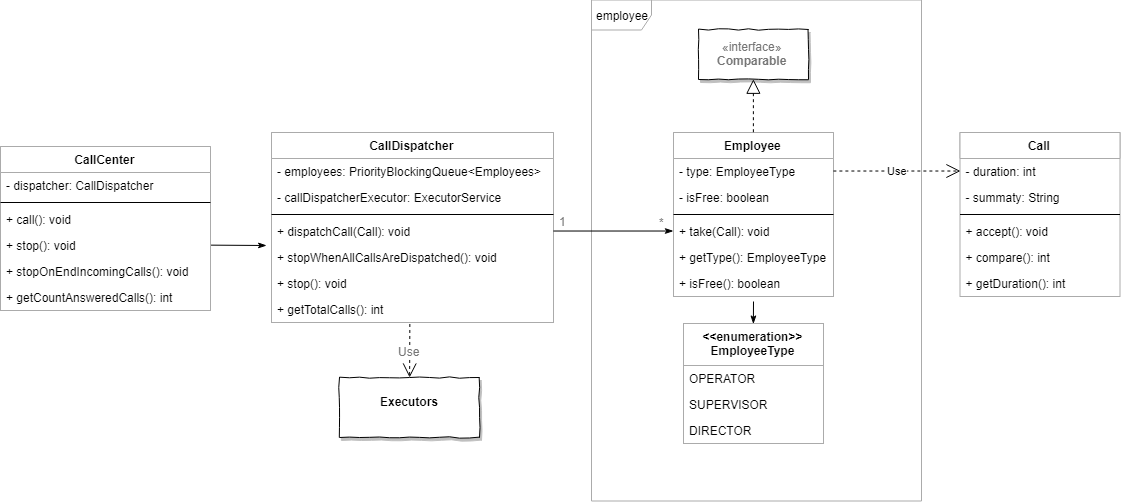 employee
«interface»
Comparable
CallCenter
- dispatcher: CallDispatcher
+ call(): void
+ stop(): void
+ stopOnEndIncomingCalls(): void
+ getCountAnsweredCalls(): int
CallDispatcher
- employees: PriorityBlockingQueue<Employees>
- callDispatcherExecutor: ExecutorService
+ dispatchCall(Call): void
+ stopWhenAllCallsAreDispatched(): void
+ stop(): void
+ getTotalCalls(): int
1
*
Use
Executors
Employee
- type: EmployeeType
- isFree: boolean
+ take(Call): void
+ getType(): EmployeeType
+ isFree(): boolean
<<enumeration>>
EmployeeType
OPERATOR
SUPERVISOR
DIRECTOR
Use
Call
- duration: int
- summaty: String
+ accept(): void
+ compare(): int
+ getDuration(): int